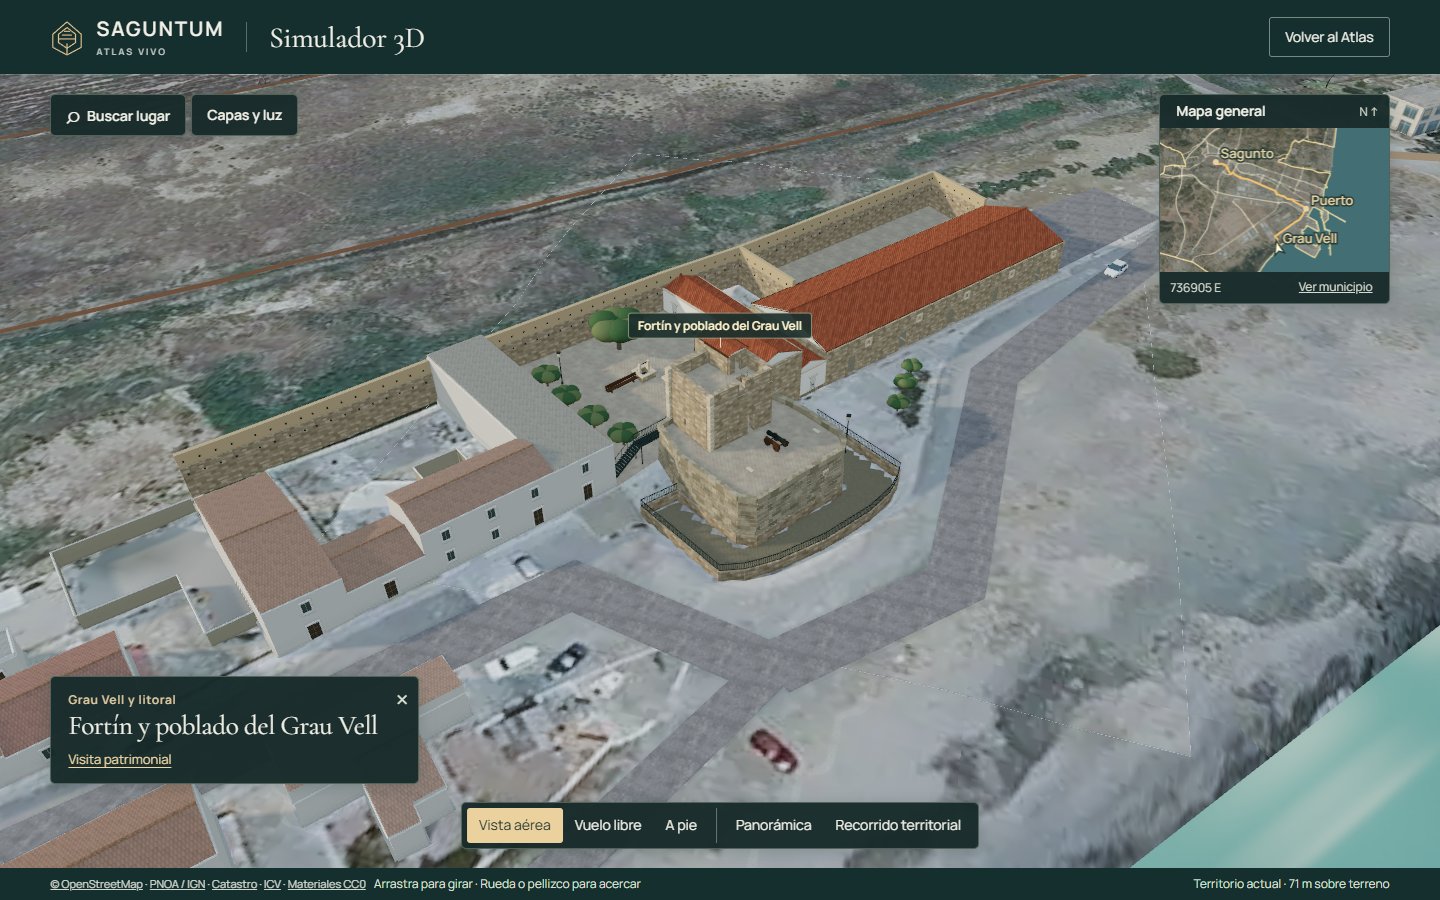 SAGUNTUM
ATLAS VIVO
Simulador 3D
Volver al Atlas
Buscar lugar
Capas y luz
Mapa general
N ↑
Sagunto
Puerto
Grau Vell
736905 E
Ver municipio
Fortín y poblado del Grau Vell
Grau Vell y litoral
×
Fortín y poblado del Grau Vell
Visita patrimonial
Vista aérea
Vuelo libre
A pie
Panorámica
Recorrido territorial
© OpenStreetMap · PNOA / IGN · Catastro · ICV · Materiales CC0 Arrastra para girar · Rueda o pellizco para acercar
Territorio actual · 71 m sobre terreno